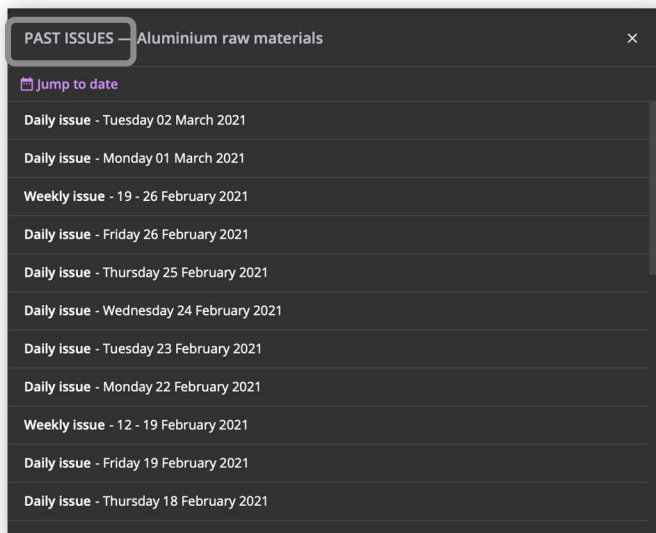 PAST ISSUES — Aluminium raw materials
Jump to date
Daily issue - Tuesday 02 March 2021
Daily issue - Monday 01 March 2021
Weekly issue - 19 - 26 February 2021
Daily issue - Friday 26 February 2021
Daily issue - Thursday 25 February 2021
Daily issue - Wednesday 24 February 2021
Daily issue - Tuesday 23 February 2021
Daily issue - Monday 22 February 2021
Weekly issue - 12 - 19 February 2021
Daily issue - Friday 19 February 2021
Daily issue - Thursday 18 February 2021